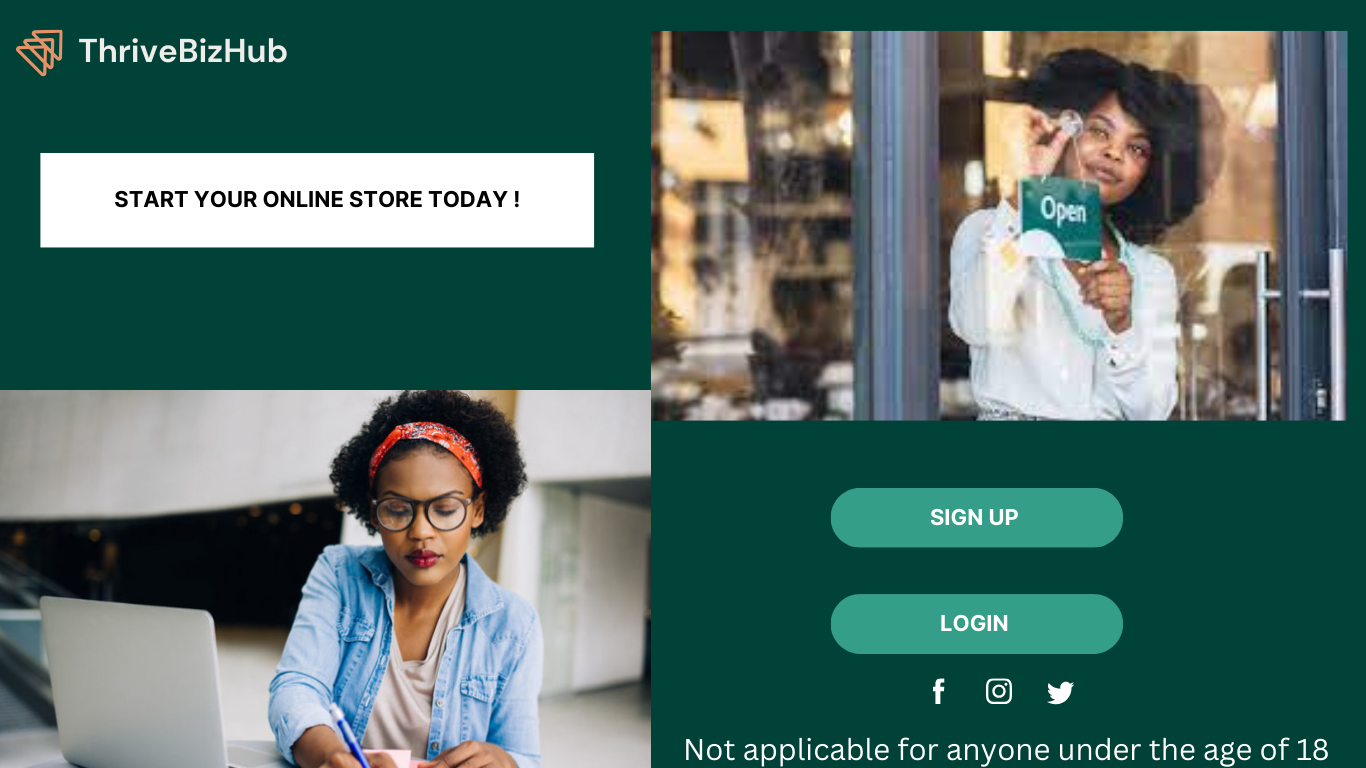 ThriveBizHub
START YOUR ONLINE STORE TODAY !
Open
SIGN UP
LOGIN
Not applicable for anyone under the age of 18